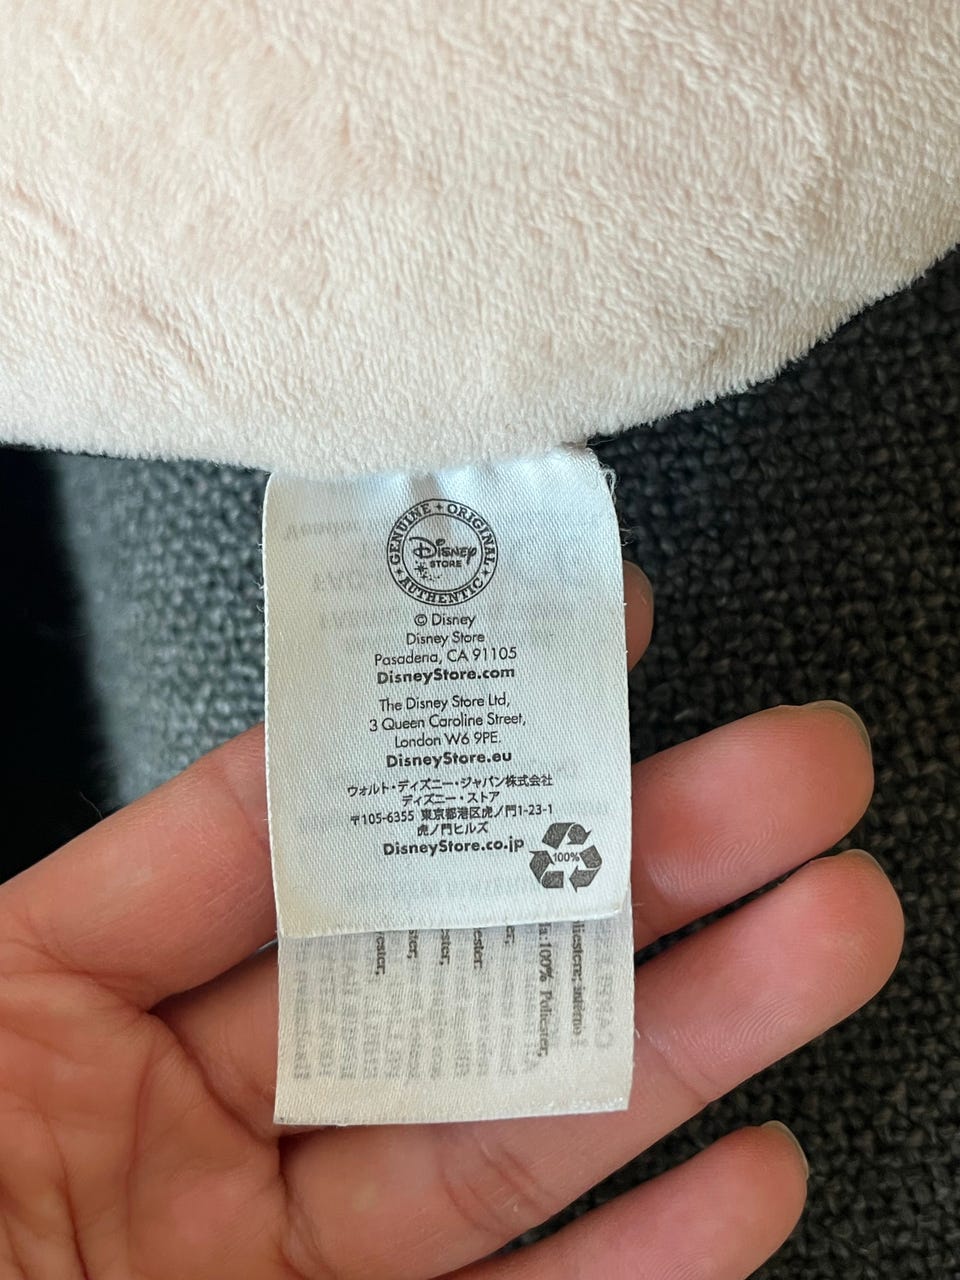 GENUINE ✦ ORIGINAL ✦ AUTHENTIC ✦
Disney
STORE
© Disney
Disney Store
Pasadena, CA 91105
DisneyStore.com
The Disney Store Ltd,
3 Queen Caroline Street,
London W6 9PE.
DisneyStore.eu
ウォルト・ディズニー・ジャパン株式会社
ディズニー・ストア
〒105-6355 東京都港区虎ノ門1-23-1
虎ノ門ヒルズ
DisneyStore.co.jp
100%
100% Poliester,